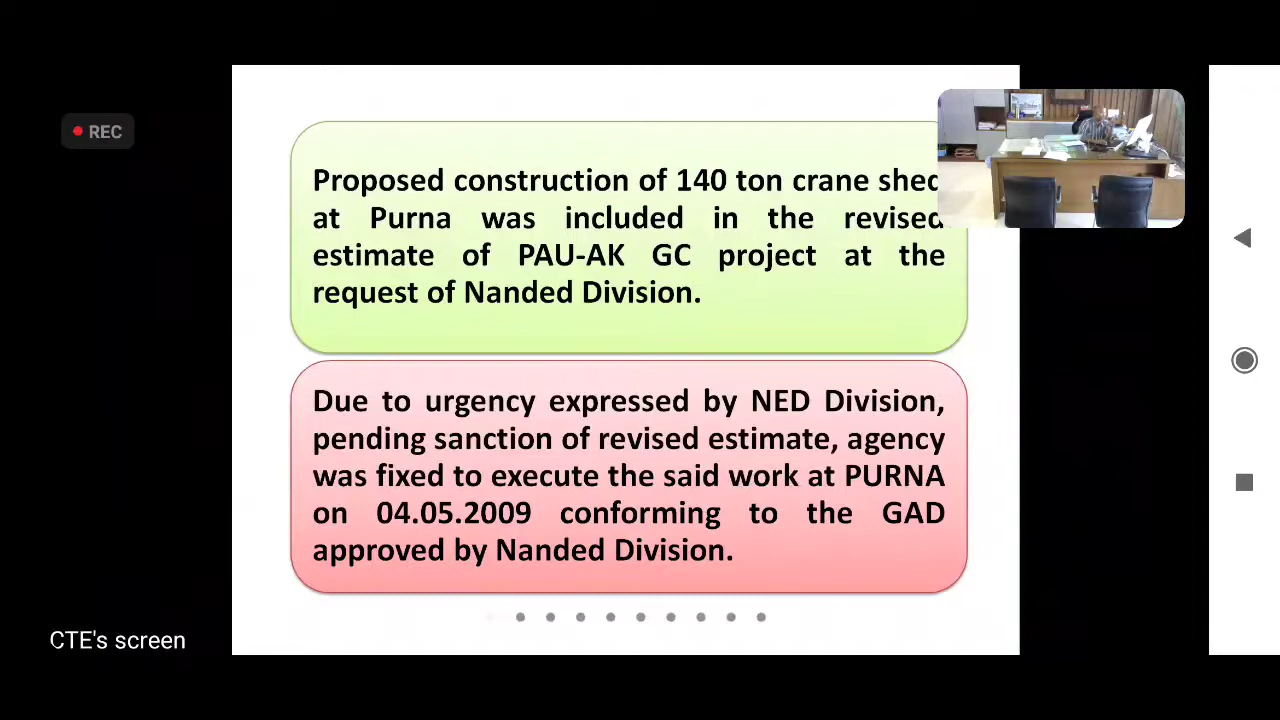 REC
Proposed construction of 140 ton crane shed
at Purna was included in the revised
estimate of PAU-AK GC project at the
request of Nanded Division.
Due to urgency expressed by NED Division,
pending sanction of revised estimate, agency
was fixed to execute the said work at PURNA
on 04.05.2009 conforming to the GAD
approved by Nanded Division.
CTE's screen